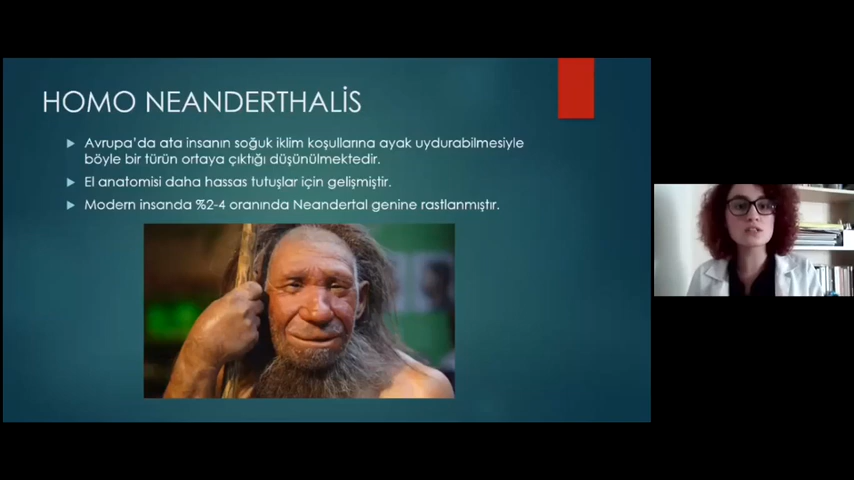 HOMO NEANDERTHALİS
Avrupa'da ata insanın soğuk iklim koşullarına ayak uydurabilmesiyle
böyle bir türün ortaya çıktığı düşünülmektedir.
El anatomisi daha hassas tutuşlar için gelişmiştir.
Modern insanda %2-4 oranında Neandertal genine rastlanmıştır.